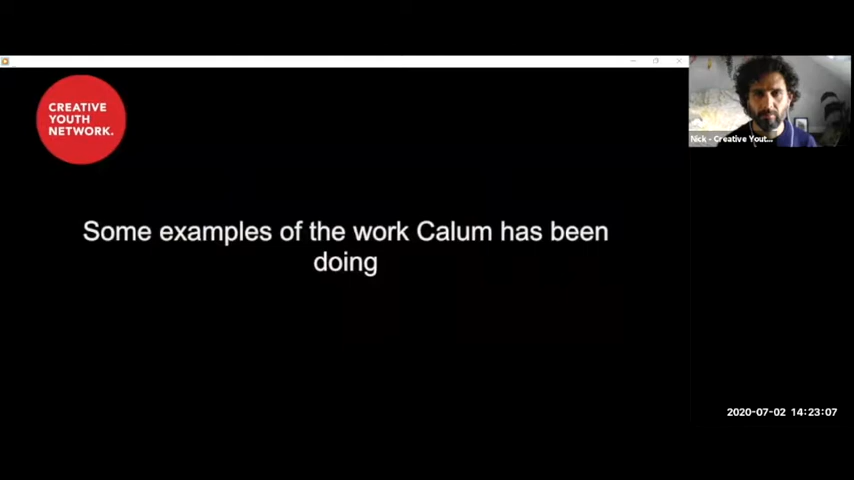 CREATIVE
YOUTH
NETWORK.
Nick - Creative Yout...
Some examples of the work Calum has been
doing
2020-07-02 14:23:07